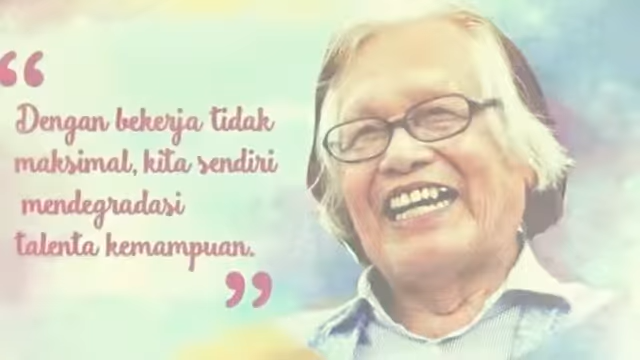 “
Dengan bekerja tidak
maksimal, kita sendiri
mendegradasi
talenta kemampuan.
”